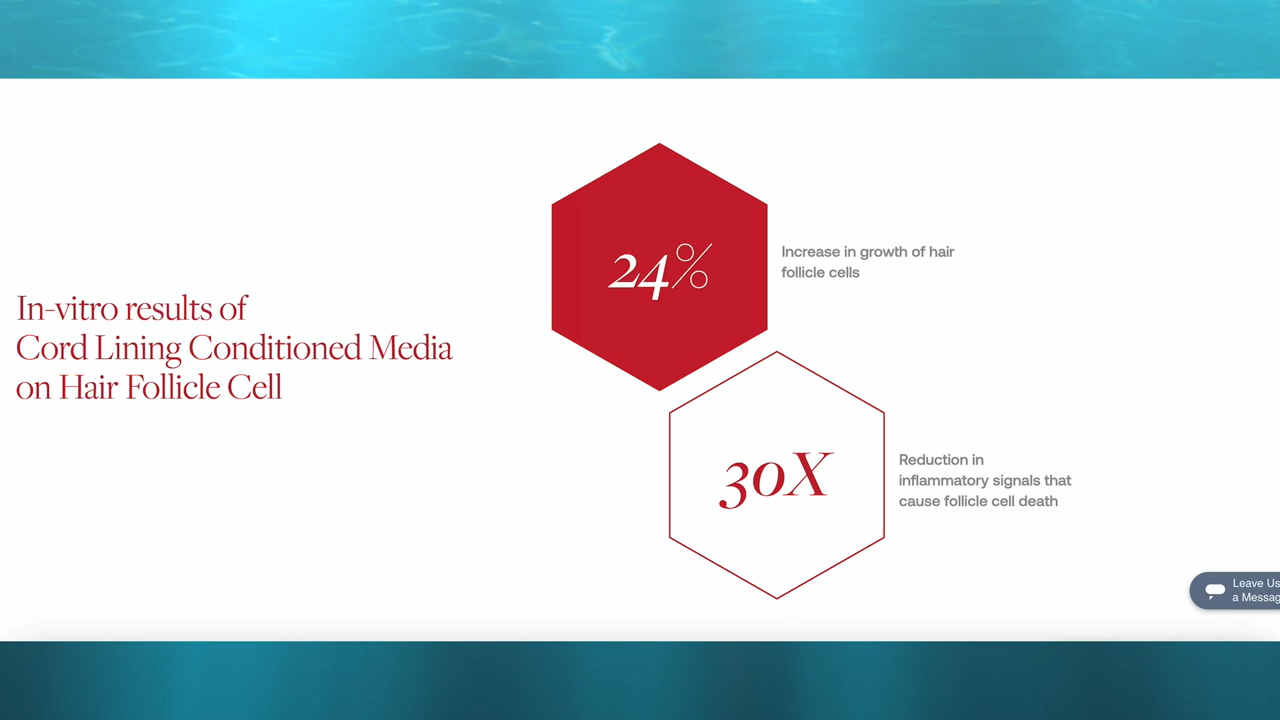 In-vitro results of
Cord Lining Conditioned Media
on Hair Follicle Cell
24%
Increase in growth of hair
follicle cells
30X
Reduction in
inflammatory signals that
cause follicle cell death
Leave Us
a